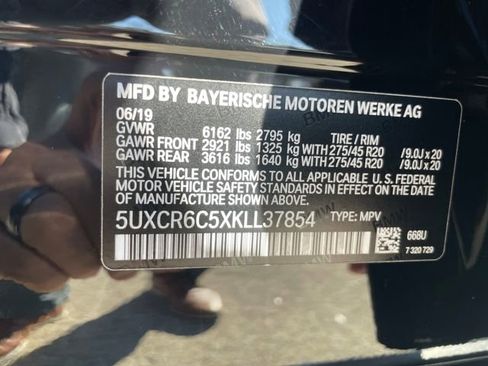 MFD BY BAYERISCHE MOTOREN WERKE AG
06/19
GVWR 6162 lbs 2795 kg TIRE / RIM
GAWR FRONT 2921 lbs 1325 kg WITH 275/45 R20 /9.0J x 20
GAWR REAR 3616 lbs 1640 kg WITH 275/45 R20 /9.0J x 20
THIS VEHICLE CONFORMS TO ALL APPLICABLE U.S. FEDERAL
MOTOR VEHICLE SAFETY STANDARDS IN EFFECT ON THE DATE OF
MANUFACTURE SHOWN ABOVE.
5UXCR6C5XKLL37854 TYPE: MPV
668U
7 320 729